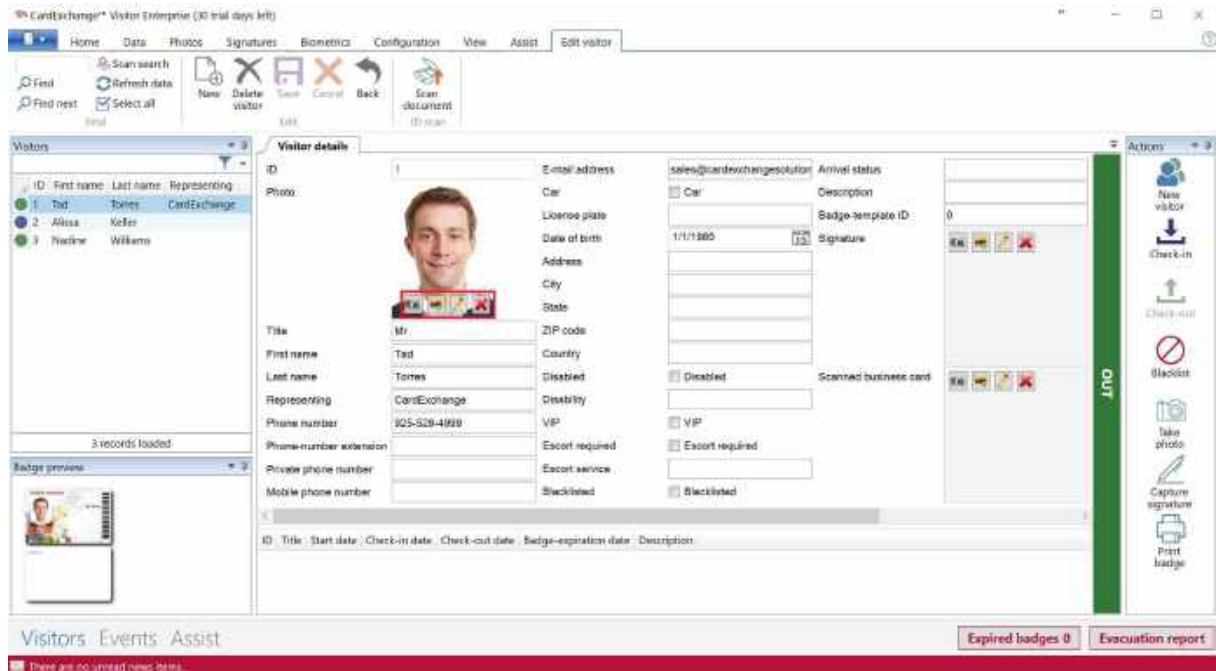 CardExchange™ Visitor Enterprise (30 trial days left)
Home Data Photos Signatures Biometrics Configuration View Assist Edit visitor
Find
Find next
Scan search
Refresh data
Select all
Find
New
Delete visitor
Save
Cancel
Back
Edit
Scan document
ID scan
Visitors
ID First name Last name Representing
1 Tad Torres CardExchange
2 Alissa Keller
3 Nadine Williams
3 records loaded
Badge preview
Visitor details
ID 1
Photo
Title Mr.
First name Tad
Last name Torres
Representing CardExchange
Phone number 925-529-4999
Phone-number extension
Private phone number
Mobile phone number
E-mail address sales@cardexchangesolution
Car Car
License plate
Date of birth 1/1/1980
Address
City
State
ZIP code
Country
Disabled Disabled
Disability
VIP VIP
Escort required Escort required
Escort service
Blacklisted Blacklisted
Arrival status
Description
Badge-template ID 0
Signature
Scanned business card
ID Title Start date Check-in date Check-out date Badge-expiration date Description
OUT
Actions
New visitor
Check-in
Check-out
Blacklist
Take photo
Capture signature
Print badge
Visitors Events Assist
Expired badges 0
Evacuation report
There are no unread news items.